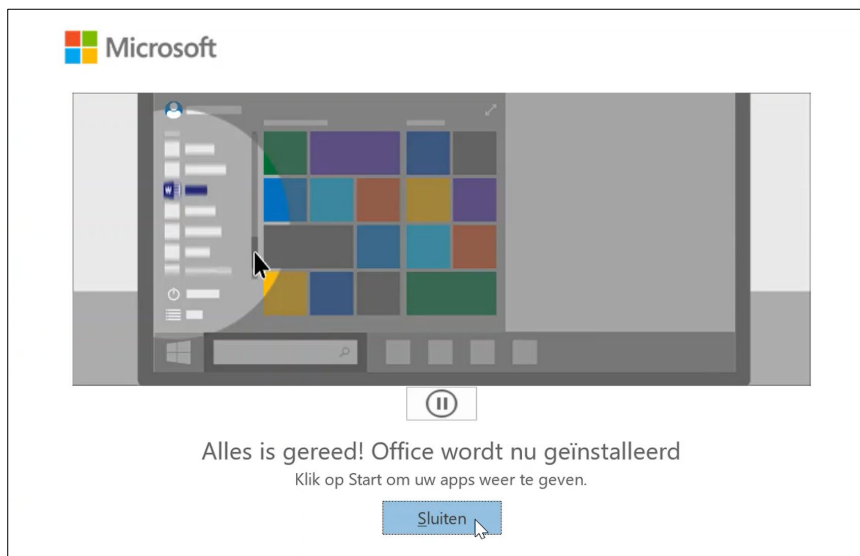 Microsoft
Alles is gereed! Office wordt nu geïnstalleerd
Klik op Start om uw apps weer te geven.
Sluiten